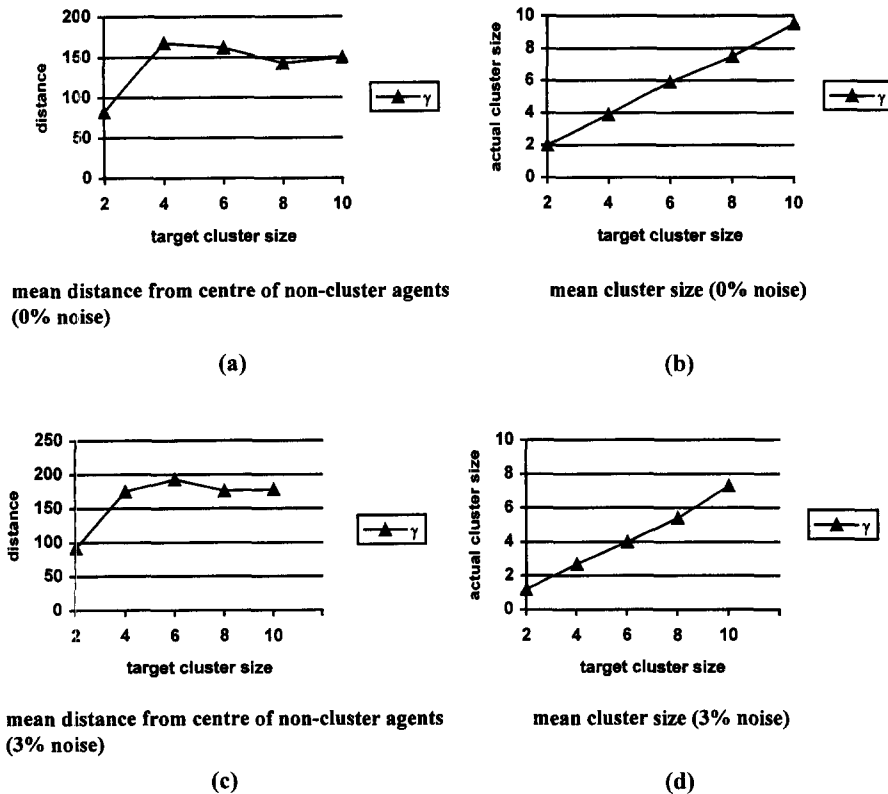 200
150
100
50
0
distance
2 4 6 8 10
target cluster size
γ
mean distance from centre of non-cluster agents
(0% noise)
(a)
10
8
6
4
2
0
actual cluster size
2 4 6 8 10
target cluster size
γ
mean cluster size (0% noise)
(b)
250
200
150
100
50
0
distance
2 4 6 8 10
target cluster size
γ
mean distance from centre of non-cluster agents
(3% noise)
(c)
10
8
6
4
2
0
actual cluster size
2 4 6 8 10
target cluster size
γ
mean cluster size (3% noise)
(d)